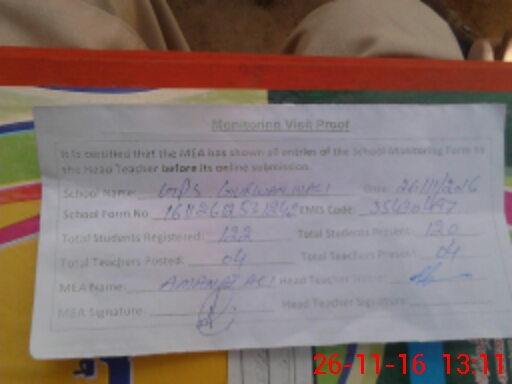 Monitoring Visit Proof
It is certified that the MEA has shown all entries of the School Monitoring Form to
the Head Teacher before its online submission.
School Name: GMPS Date: 26/11/2016
School Form No. EMIS Code:
Total Students Registered: 122 Total Students Present: 120
Total Teachers Posted: 04 Total Teachers Present: 04
MEA Name: AMANAT ALI Head Teacher Name:
MEA Signature: Head Teacher Signature:
26-11-16 13:11